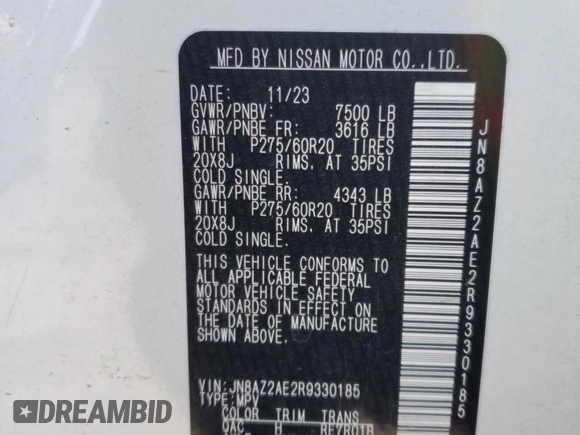 MFD BY NISSAN MOTOR CO.,LTD.
DATE: 11/23
GVWR/PNBV: 7500 LB
GAWR/PNBE FR: 3616 LB
WITH P275/60R20 TIRES
20X8J RIMS, AT 35PSI
COLD SINGLE.
GAWR/PNBE RR: 4343 LB
WITH P275/60R20 TIRES
20X8J RIMS, AT 35PSI
COLD SINGLE.
THIS VEHICLE CONFORMS TO
ALL APPLICABLE FEDERAL
MOTOR VEHICLE SAFETY
STANDARDS IN EFFECT ON
THE DATE OF MANUFACTURE
SHOWN ABOVE.
VIN: JN8AZ2AE2R9330185
TYPE: MPV
COLOR TRIM TRANS
QAC H RE7R01B
JN8AZ2AE2R9330185
AUTOBIDCAR